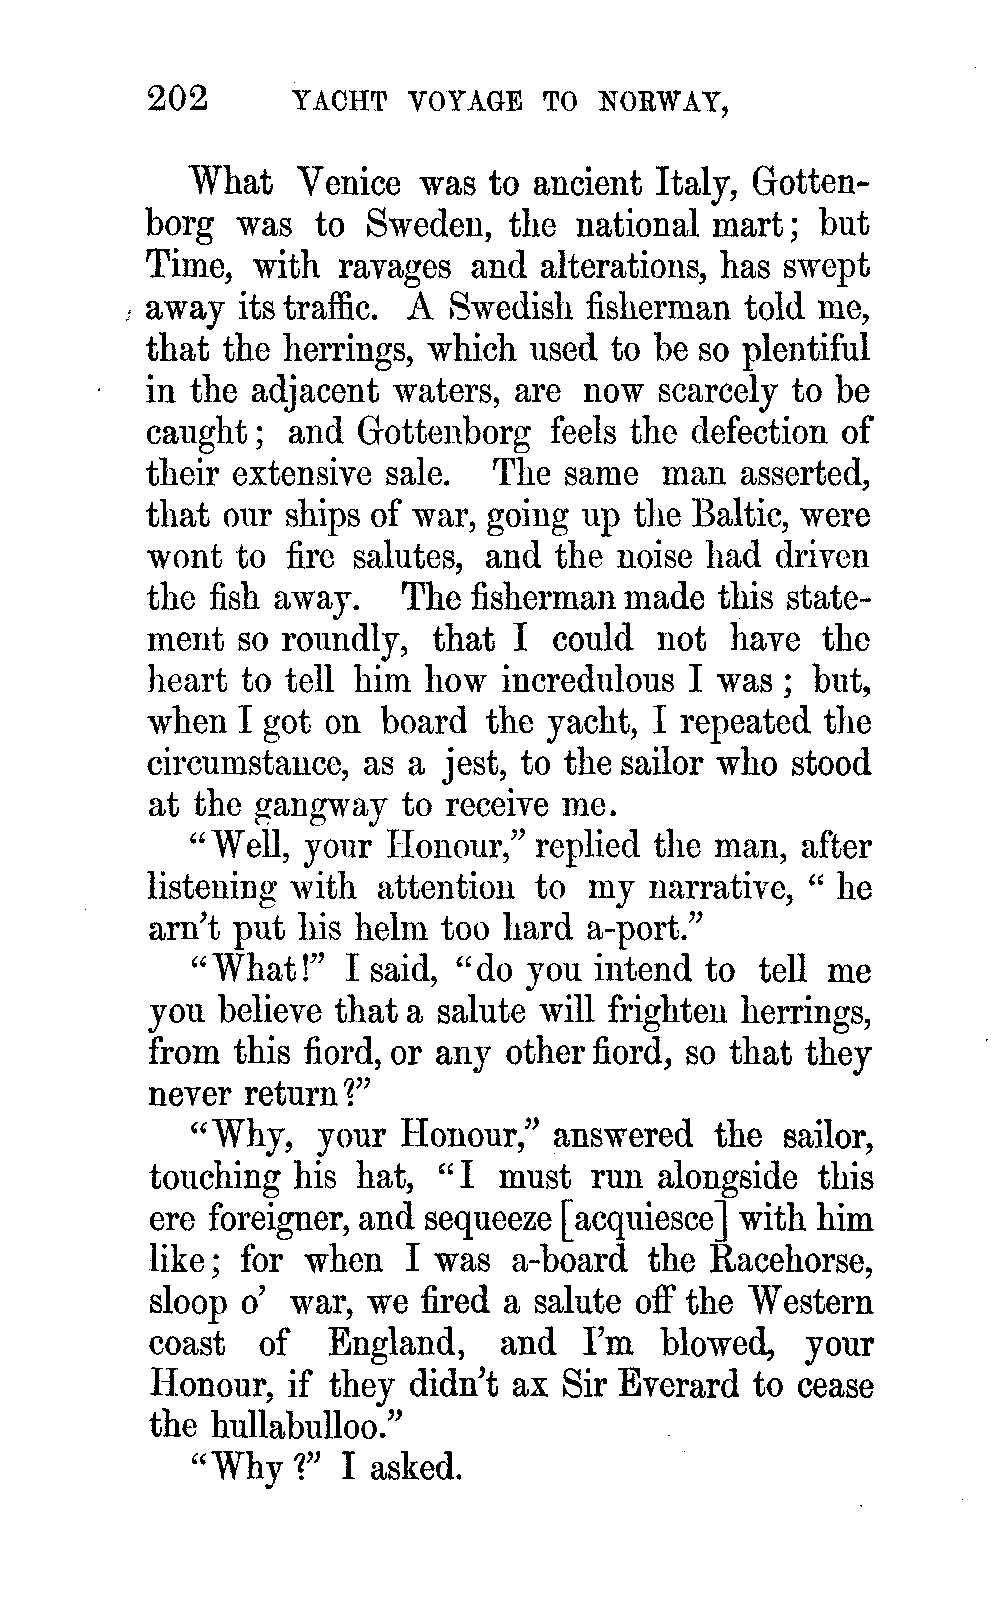 202 YACHT VOYAGE TO NORWAY,
What Venice was to ancient Italy, Gotten-
borg was to Sweden, the national mart; but
Time, with ravages and alterations, has swept
away its traffic. A Swedish fisherman told me,
that the herrings, which used to be so plentiful
in the adjacent waters, are now scarcely to be
caught; and Gottenborg feels the defection of
their extensive sale. The same man asserted,
that our ships of war, going up the Baltic, were
wont to fire salutes, and the noise had driven
the fish away. The fisherman made this state-
ment so roundly, that I could not have the
heart to tell him how incredulous I was; but,
when I got on board the yacht, I repeated the
circumstance, as a jest, to the sailor who stood
at the gangway to receive me.
“Well, your Honour,” replied the man, after
listening with attention to my narrative, “he
arn't put his helm too hard a-port.”
“What!” I said, “do you intend to tell me
you believe that a salute will frighten herrings,
from this fiord, or any other fiord, so that they
never return?”
“Why, your Honour,” answered the sailor,
touching his hat, “I must run alongside this
ere foreigner, and sequeeze [acquiesce] with him
like; for when I was a-board the Racehorse,
sloop o' war, we fired a salute off the Western
coast of England, and I'm blowed, your
Honour, if they didn't ax Sir Everard to cease
the hullabulloo.”
“Why?” I asked.